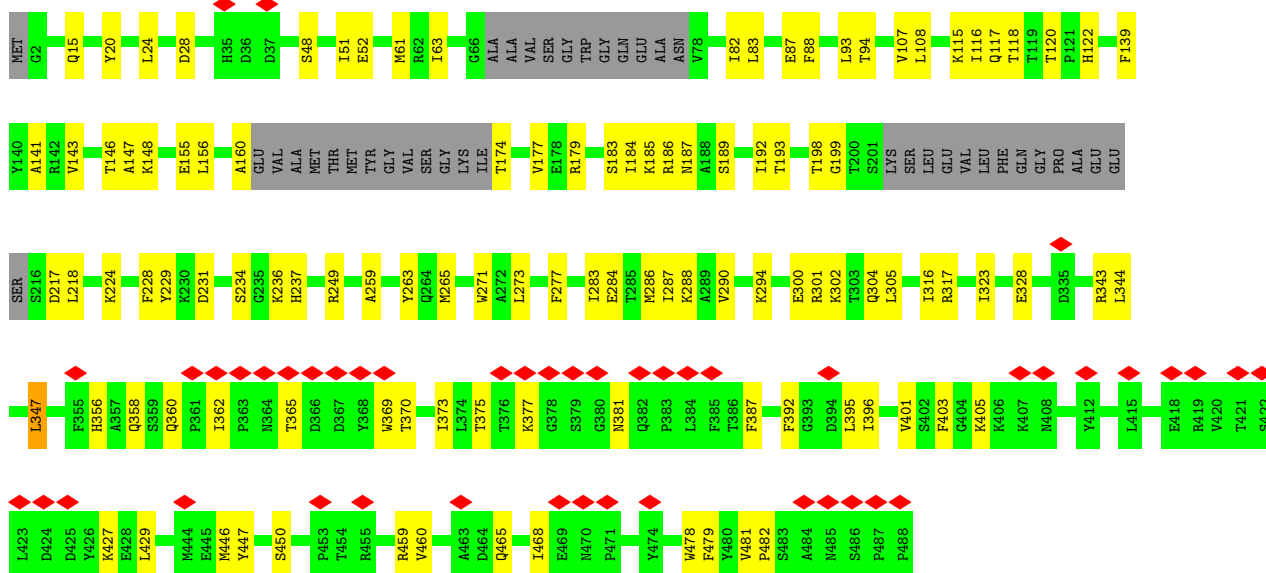 MET G2 Q15 Y20 L24 D28 H35 D36 D37 S48 I51 E52 M61 R62 I63 G66 ALA ALA VAL SER GLY TRP GLY GLN GLU ALA ASN V78 I82 L83 E87 F88 L93 T94 V107 L108 K115 I116 Q117 T118 T119 T120 P121 H122 F139
Y140 A141 R142 V143 T146 A147 K148 E155 L156 A160 GLU VAL ALA MET THR MET TYR GLY VAL SER GLY LYS ILE T174 V177 E178 R179 S183 I184 K185 R186 N187 A188 S189 I192 T193 T198 G199 T200 S201 LYS SER LEU GLU VAL LEU PHE GLN GLY PRO ALA GLU GLU
SER S216 D217 L218 K224 F228 Y229 K230 D231 S234 G235 K236 H237 R249 A259 Y263 Q264 M265 W271 A272 L273 F277 I283 E284 T285 M286 I287 K288 A289 V290 K294 E300 R301 K302 T303 Q304 L305 I316 R317 I323 E328 D335 R343 L344
L347 F355 H356 A357 Q358 S359 Q360 P361 I362 P363 N364 T365 D366 D367 Y368 W369 T370 I373 L374 T375 T376 K377 G378 S379 G380 N381 Q382 P383 L384 F385 T386 F387 F392 G393 D394 L395 I396 V401 S402 F403 G404 K405 K406 K407 N408 Y412 L415 E418 R419 V420 T421 S422
L423 D424 D425 Y426 K427 E428 L429 M444 E445 M446 Y447 S450 P453 T454 R455 R459 V460 A463 D464 Q465 I468 E469 N470 P471 Y474 W478 F479 Y480 V481 P482 S483 A484 N485 S486 P487 P488